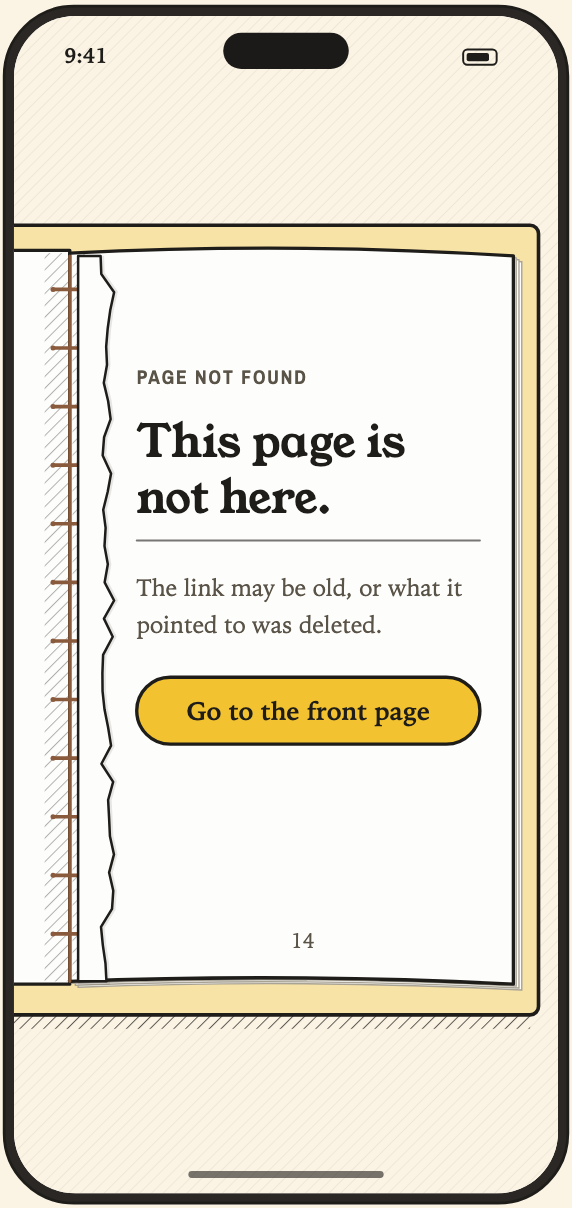 9:41
PAGE NOT FOUND
This page is
not here.
The link may be old, or what it
pointed to was deleted.
Go to the front page
14